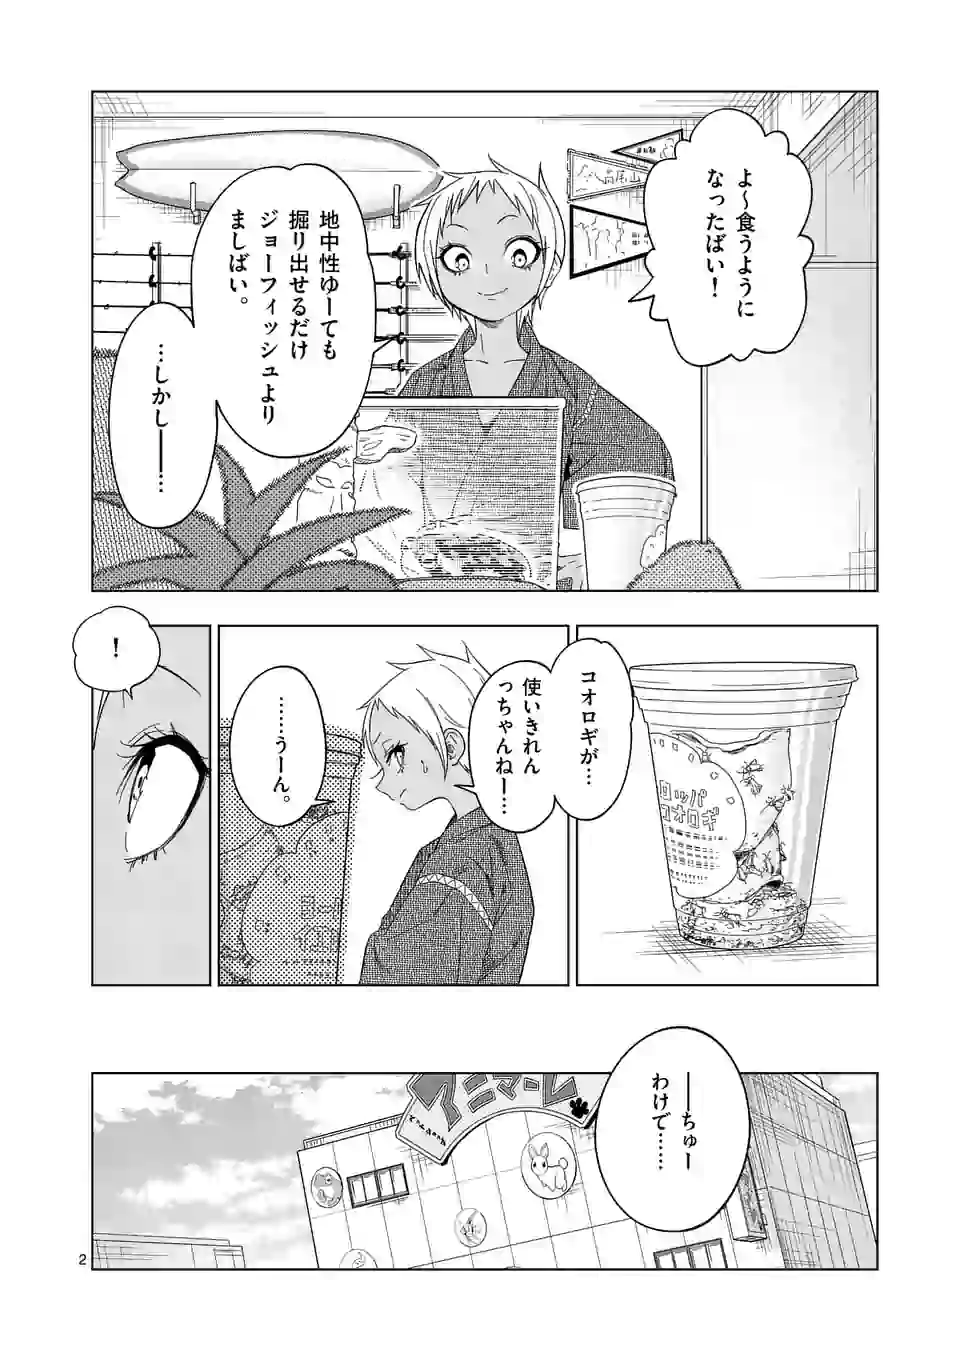 よ〜食うように
なったばい！
高尾山
地中性ゆーても
掘り出せるだけ
ジョーフィッシュより
ましばい。
…しかし――…
コオロギが…
使いきれん
っちゃんねー…
ロッパ
コオロギ
……うーん。
！
――ちゅー
わけで……
アニマーレ
2